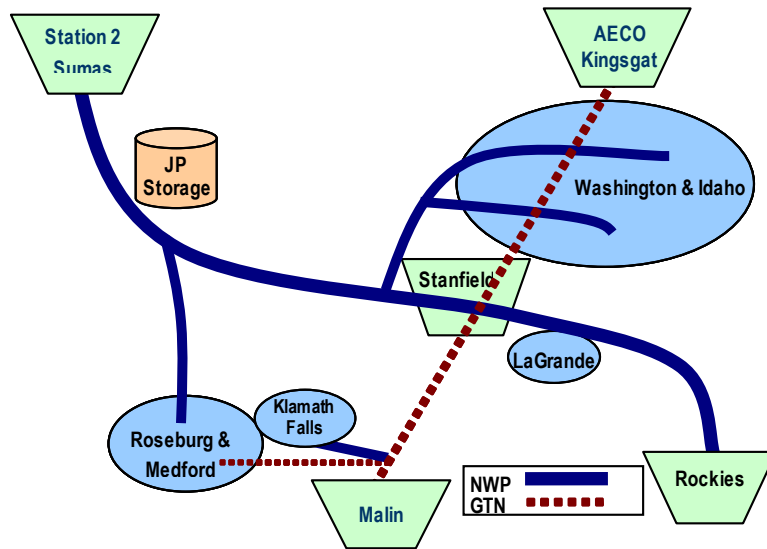 Station 2
Sumas
AECO
Kingsgat
JP
Storage
Washington & Idaho
Stanfield
LaGrande
Klamath
Falls
Roseburg &
Medford
Malin
NWP
GTN
Rockies